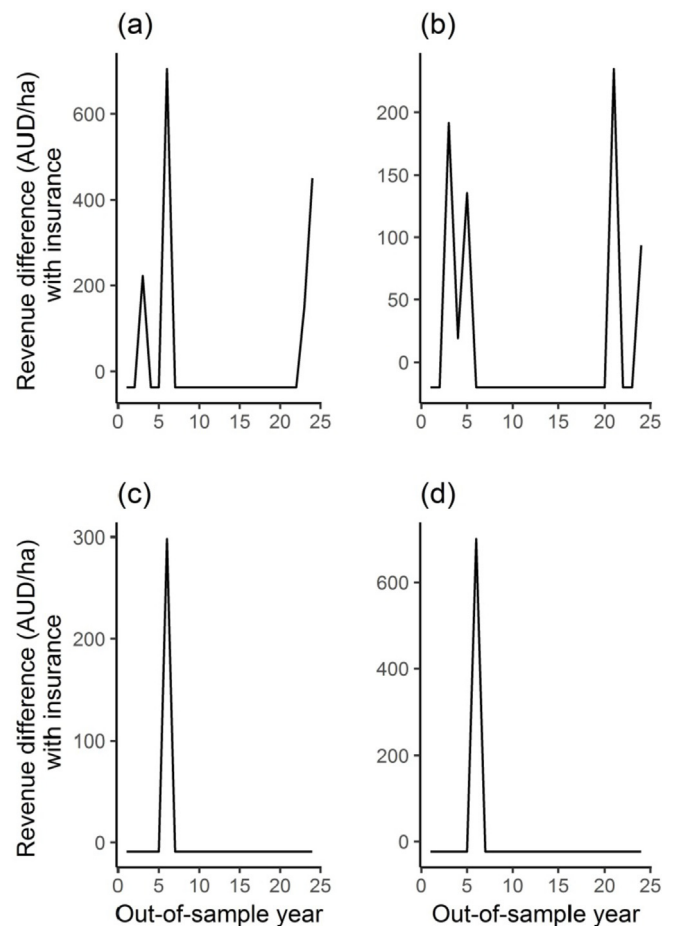 (a)
Revenue difference (AUD/ha)
with insurance
600
400
200
0
0 5 10 15 20 25
(b)
200
150
100
50
0
0 5 10 15 20 25
(c)
Revenue difference (AUD/ha)
with insurance
300
200
100
0
0 5 10 15 20 25
Out-of-sample year
(d)
600
400
200
0
0 5 10 15 20 25
Out-of-sample year